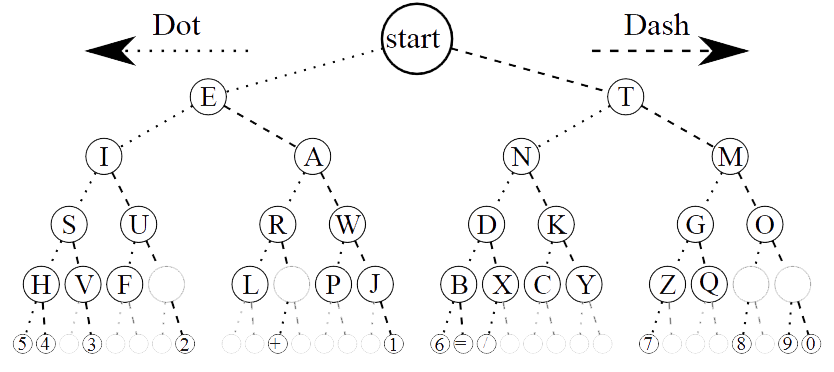 Dot start Dash
E T
I A N M
S U R W D K G O
H V F L P J B X C Y Z Q
5 4 3 2 + 1 6 = / 7 8 9 0